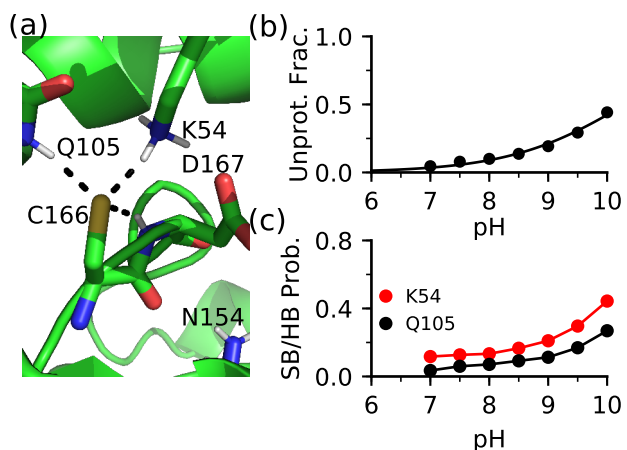 (a)
Q105
K54
D167
C166
N154
(b)
Unprot. Frac.
1.0
0.5
0.0
6 7 8 9 10
pH
(c)
SB/HB Prob.
0.8
0.4
0.0
K54
Q105
6 7 8 9 10
pH